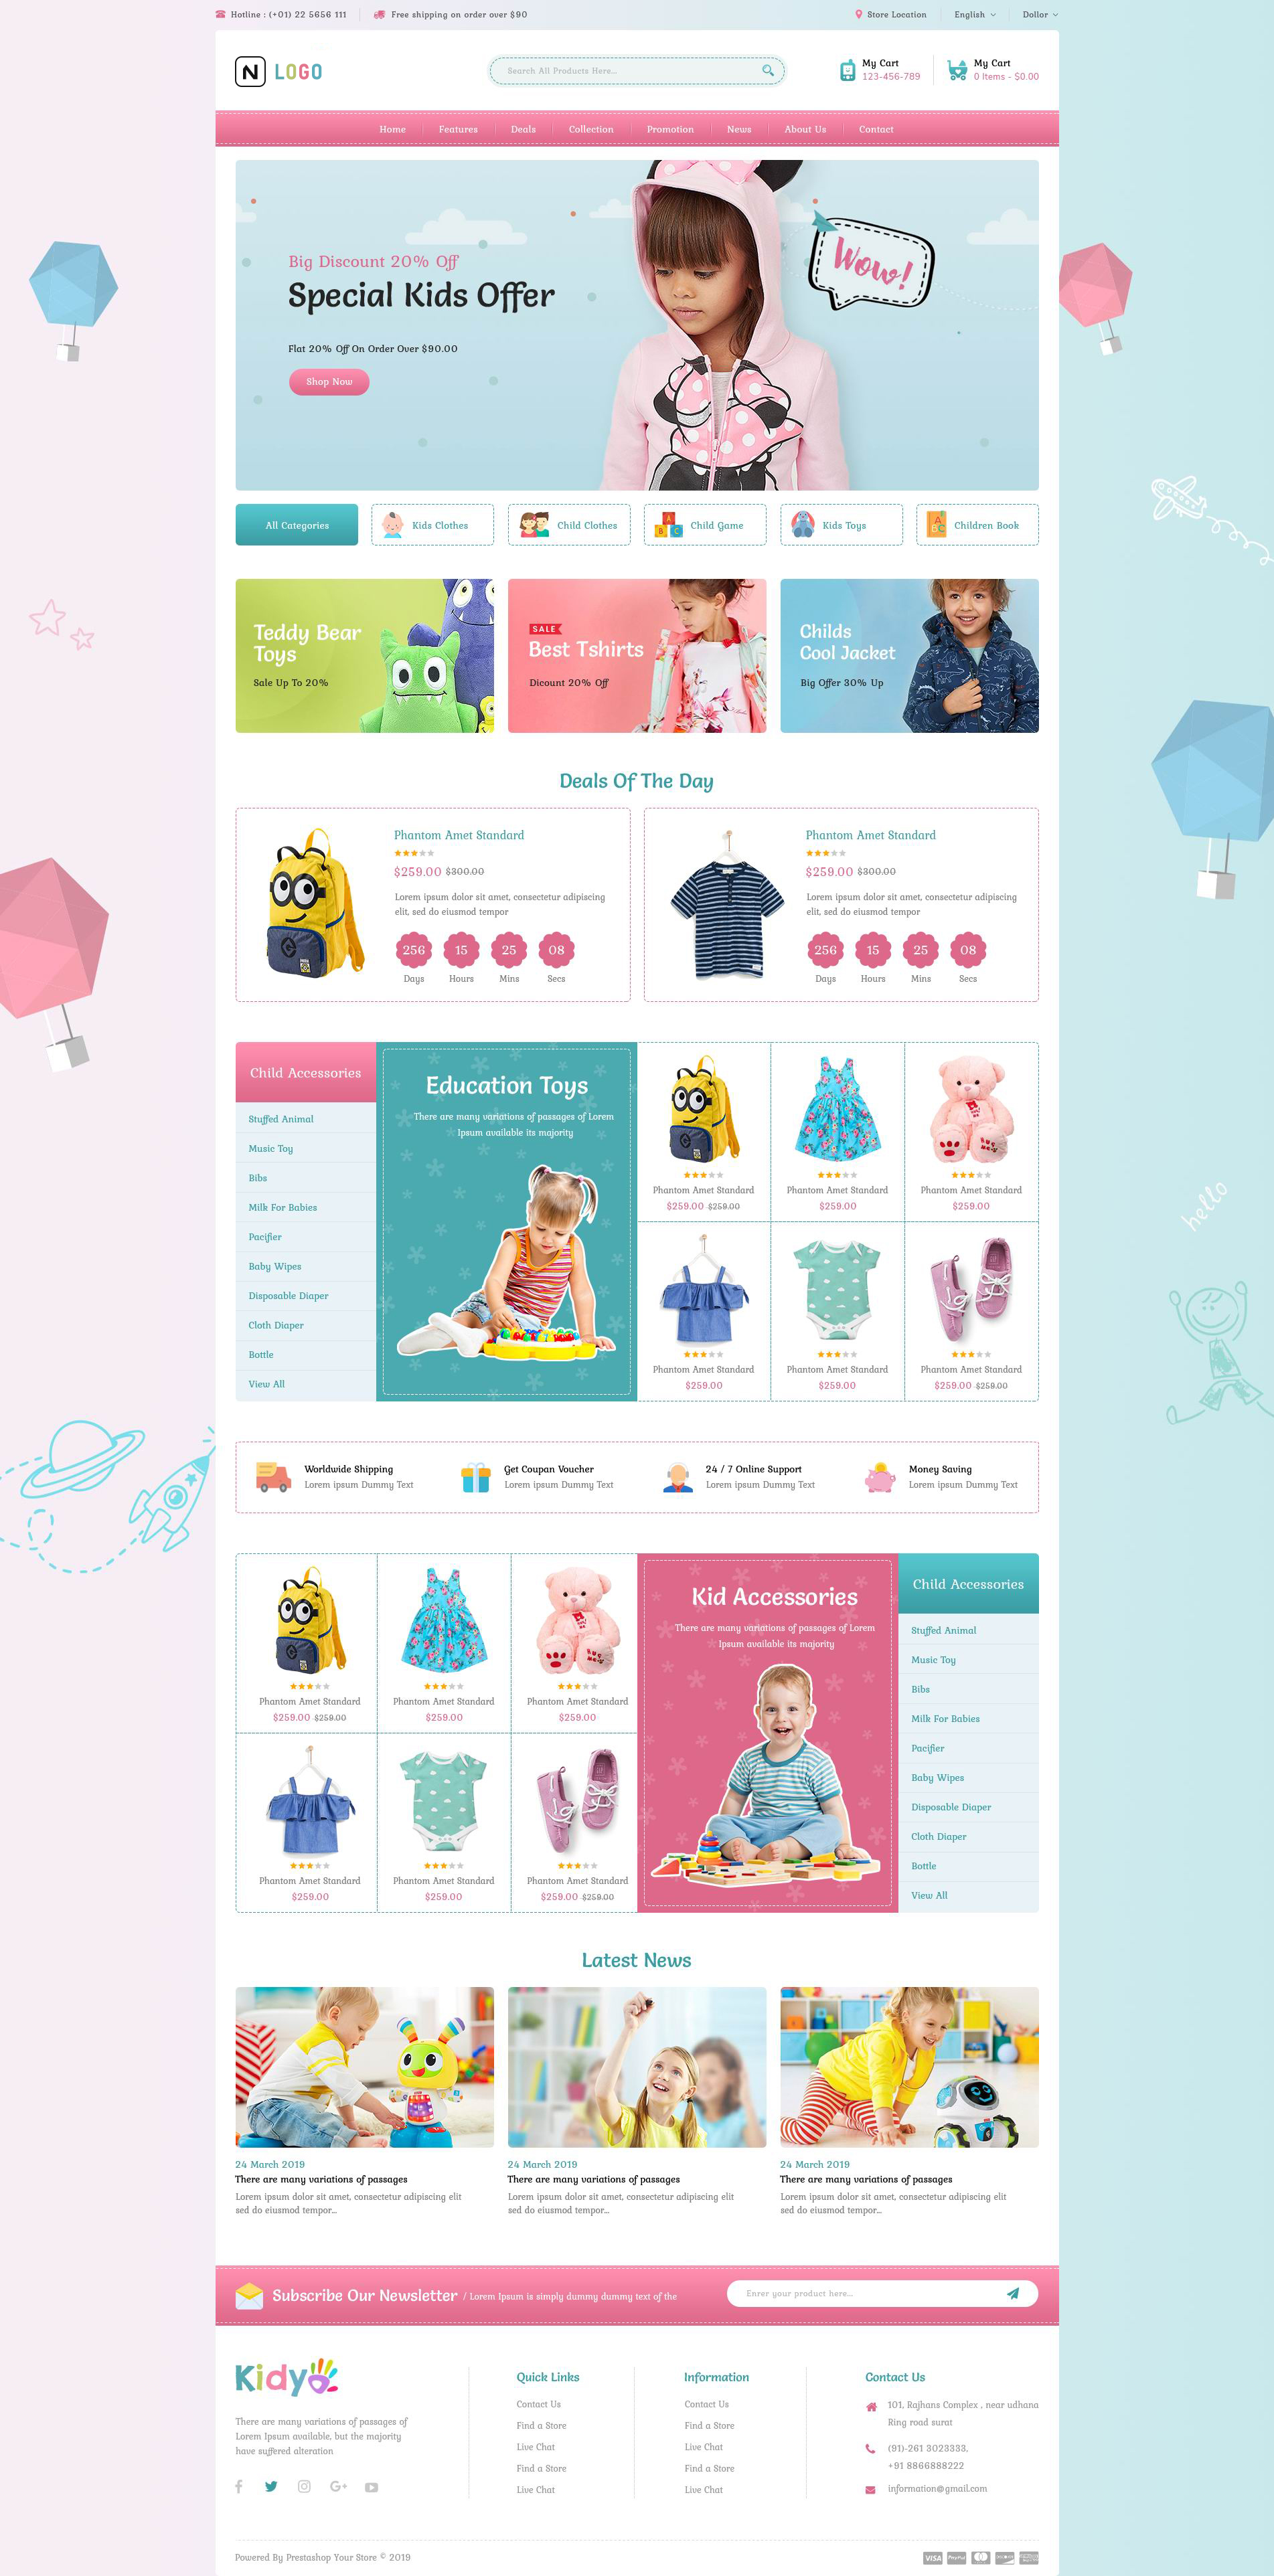 Hotline : (+01) 22 5656 111
Free shipping on order over $90
Store Location
English
Dollor
N LOGO
Search All Products Here...
My Cart
123-456-789
My Cart
0 Items - $0.00
Home Features Deals Collection Promotion News About Us Contact
Big Discount 20% Off
Special Kids Offer
Flat 20% Off On Order Over $90.00
Shop Now
Wow!
All Categories
Kids Clothes
Child Clothes
A B C
Child Game
Kids Toys
A
Children Book
Teddy Bear
Toys
Sale Up To 20%
SALE
Best Tshirts
Dicount 20% Off
Childs
Cool Jacket
Big Offer 30% Up
Deals Of The Day
Phantom Amet Standard
$259.00 $300.00
Lorem ipsum dolor sit amet, consectetur adipiscing
elit, sed do eiusmod tempor
256 15 25 08
Days Hours Mins Secs
Phantom Amet Standard
$259.00 $300.00
Lorem ipsum dolor sit amet, consectetur adipiscing
elit, sed do eiusmod tempor
256 15 25 08
Days Hours Mins Secs
Child Accessories
Stuffed Animal
Music Toy
Bibs
Milk For Babies
Pacifier
Baby Wipes
Disposable Diaper
Cloth Diaper
Bottle
View All
Education Toys
There are many variations of passages of Lorem
Ipsum available its majority
Phantom Amet Standard
$259.00 $259.00
Phantom Amet Standard
$259.00
Phantom Amet Standard
$259.00
Phantom Amet Standard
$259.00
Phantom Amet Standard
$259.00
Phantom Amet Standard
$259.00 $259.00
hello
Worldwide Shipping
Lorem ipsum Dummy Text
Get Coupan Voucher
Lorem ipsum Dummy Text
24 / 7 Online Support
Lorem ipsum Dummy Text
Money Saving
Lorem ipsum Dummy Text
Phantom Amet Standard
$259.00 $259.00
Phantom Amet Standard
$259.00
Phantom Amet Standard
$259.00
Phantom Amet Standard
$259.00
Phantom Amet Standard
$259.00
Phantom Amet Standard
$259.00 $259.00
Kid Accessories
There are many variations of passages of Lorem
Ipsum available its majority
Child Accessories
Stuffed Animal
Music Toy
Bibs
Milk For Babies
Pacifier
Baby Wipes
Disposable Diaper
Cloth Diaper
Bottle
View All
Latest News
24 March 2019
There are many variations of passages
Lorem ipsum dolor sit amet, consectetur adipiscing elit
sed do eiusmod tempor...
24 March 2019
There are many variations of passages
Lorem ipsum dolor sit amet, consectetur adipiscing elit
sed do eiusmod tempor...
24 March 2019
There are many variations of passages
Lorem ipsum dolor sit amet, consectetur adipiscing elit
sed do eiusmod tempor...
Subscribe Our Newsletter / Lorem Ipsum is simply dummy dummy text of the
Enter your product here...
Kidy
There are many variations of passages of
Lorem Ipsum available, but the majority
have suffered alteration
Quick Links
Contact Us
Find a Store
Live Chat
Find a Store
Live Chat
Information
Contact Us
Find a Store
Live Chat
Find a Store
Live Chat
Contact Us
101, Rajhans Complex , near udhana
Ring road surat
(91)-261 3023333,
+91 8866888222
information@gmail.com
Powered By Prestashop Your Store © 2019
VISA PayPal